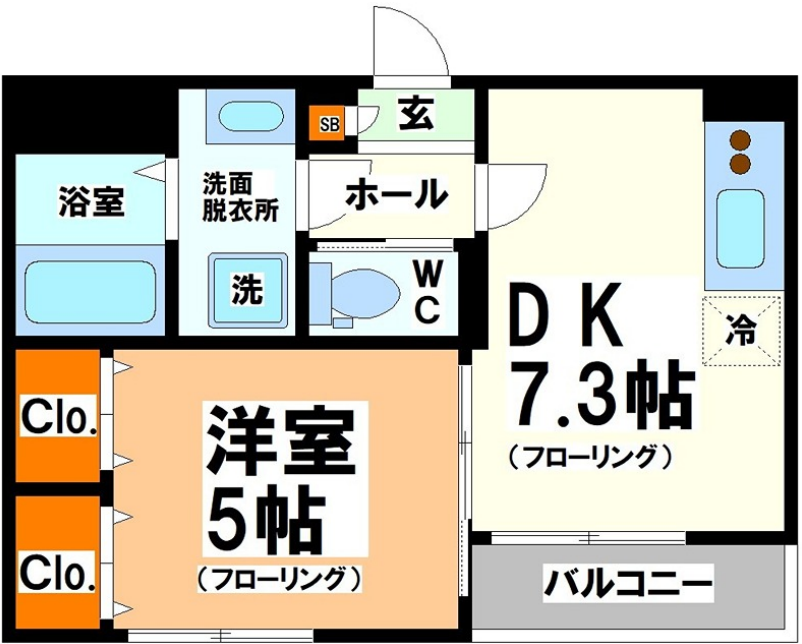 玄
SB
洗面
脱衣所
ホール
浴室
洗
WC
DK
7.3帖
(フローリング)
冷
Clo.
洋室
5帖
(フローリング)
Clo.
バルコニー